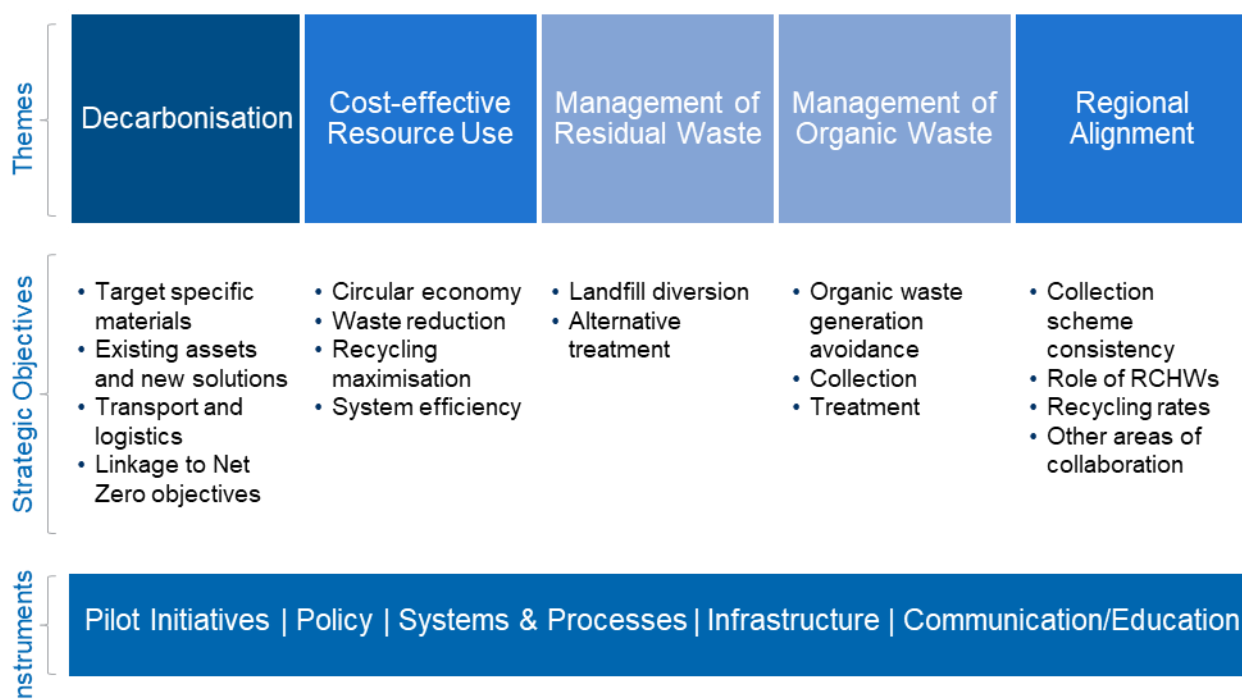 Themes
Decarbonisation
Cost-effective
Resource Use
Management of
Residual Waste
Management of
Organic Waste
Regional
Alignment
Strategic Objectives
• Target specific
materials
• Existing assets
and new solutions
• Transport and
logistics
• Linkage to Net
Zero objectives
• Circular economy
• Waste reduction
• Recycling
maximisation
• System efficiency
• Landfill diversion
• Alternative
treatment
• Organic waste
generation
avoidance
• Collection
• Treatment
• Collection
scheme
consistency
• Role of RCHWs
• Recycling rates
• Other areas of
collaboration
nstruments
Pilot Initiatives | Policy | Systems & Processes | Infrastructure | Communication/Education